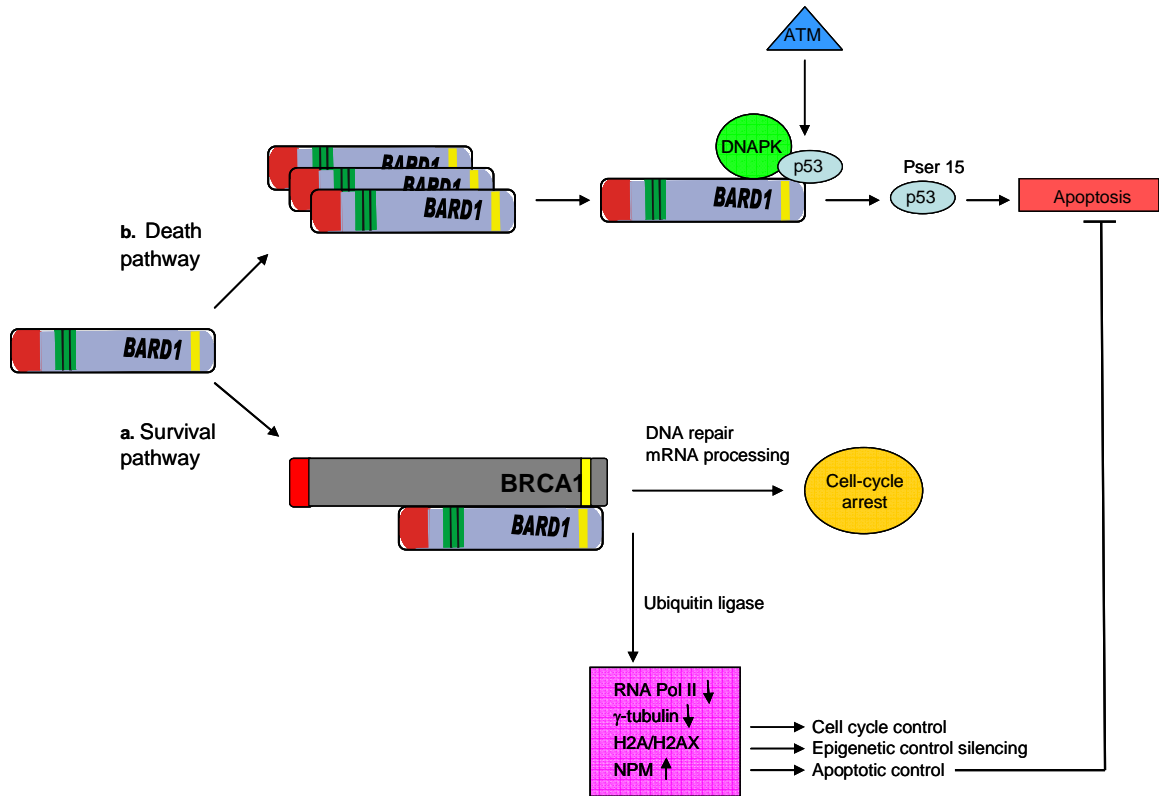 ATM
DNAPK
p53
BARD1
BARD1
BARD1
BARD1
Pser 15
p53
Apoptosis
b. Death
pathway
BARD1
a. Survival
pathway
BRCA1
BARD1
DNA repair
mRNA processing
Cell-cycle
arrest
Ubiquitin ligase
RNA Pol II
γ-tubulin
H2A/H2AX
NPM
Cell cycle control
Epigenetic control silencing
Apoptotic control